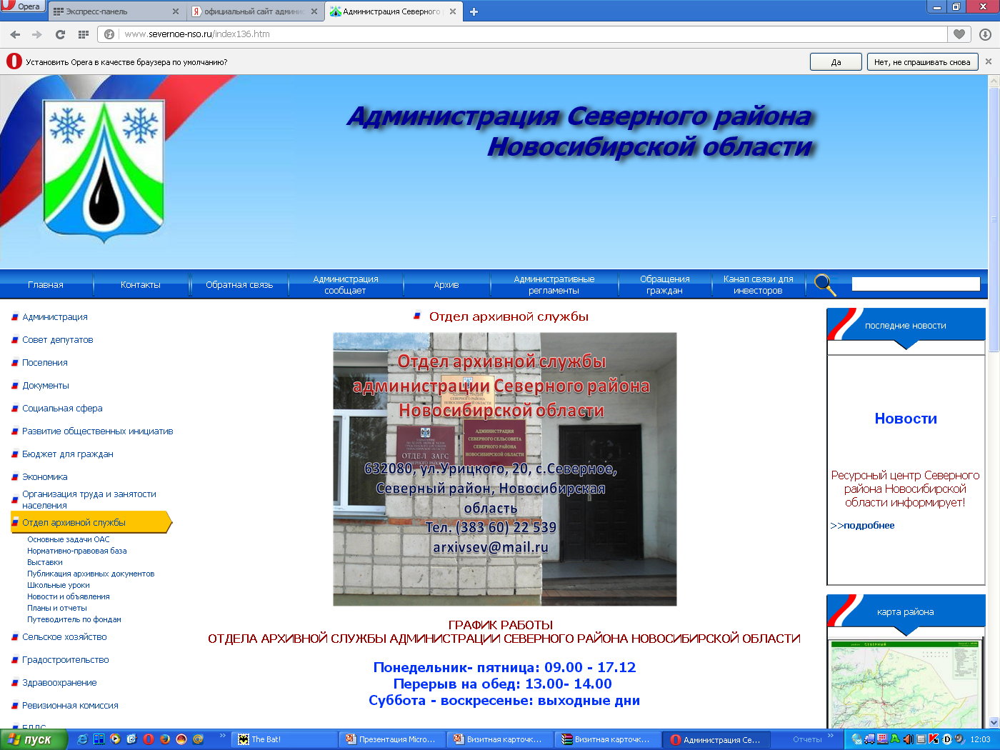 Opera
Экспресс-панель
официальный сайт админис
Администрация Северного р
www.severnoe-nso.ru/index136.htm
Установить Opera в качестве браузера по умолчанию?
Да
Нет, не спрашивать снова
Администрация Северного района
Новосибирской области
Главная
Контакты
Обратная связь
Администрация
сообщает
Архив
Административные
регламенты
Обращения
граждан
Канал связи для
инвесторов
Администрация
Совет депутатов
Поселения
Документы
Социальная сфера
Развитие общественных инициатив
Бюджет для граждан
Экономика
Организация труда и занятости
населения
Отдел архивной службы
Основные задачи ОАС
Нормативно-правовая база
Выставки
Публикация архивных документов
Школьные уроки
Новости и объявления
Планы и отчеты
Путеводитель по фондам
Сельское хозяйство
Градостроительство
Здравоохранение
Ревизионная комиссия
ЕДДС
Отдел архивной службы
Отдел архивной службы
администрации Северного района
Новосибирской области
ОТДЕЛ ЗАГС
АДМИНИСТРАЦИЯ
СЕВЕРНОГО СЕЛЬСОВЕТА
СЕВЕРНОГО РАЙОНА
НОВОСИБИРСКОЙ ОБЛАСТИ
632080, ул.Урицкого, 20, с.Северное,
Северный район, Новосибирская
область
Тел. (383 60) 22 539
arxivsev@mail.ru
ГРАФИК РАБОТЫ
ОТДЕЛА АРХИВНОЙ СЛУЖБЫ АДМИНИСТРАЦИИ СЕВЕРНОГО РАЙОНА НОВОСИБИРСКОЙ ОБЛАСТИ
Понедельник- пятница: 09.00 - 17.12
Перерыв на обед: 13.00- 14.00
Суббота - воскресенье: выходные дни
последние новости
Новости
Ресурсный центр Северного
района Новосибирской
области информирует!
>>подробнее
карта района
СЕВЕРНЫЙ
пуск
The Bat!
Презентация Micro...
Визитная карточк...
Визитная карточк...
Администрация Се...
Отчеты
12:03